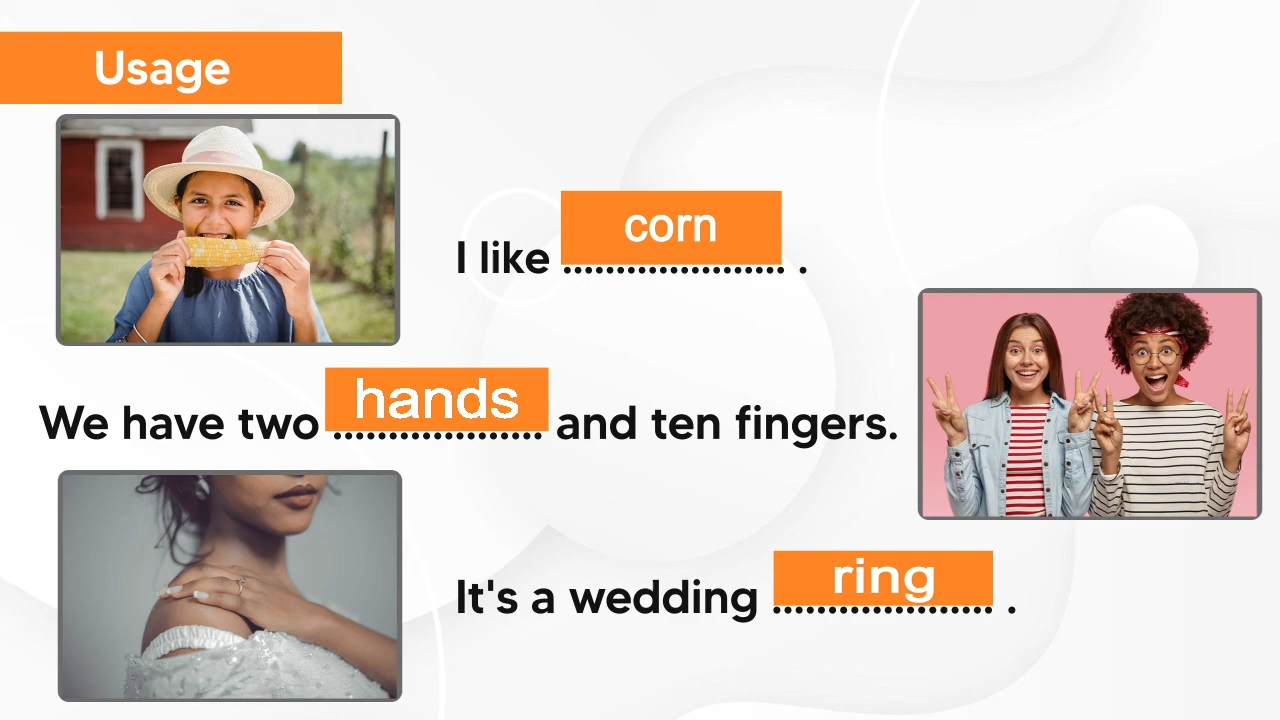 Usage
I like corn .
We have two hands and ten fingers.
It's a wedding ring .